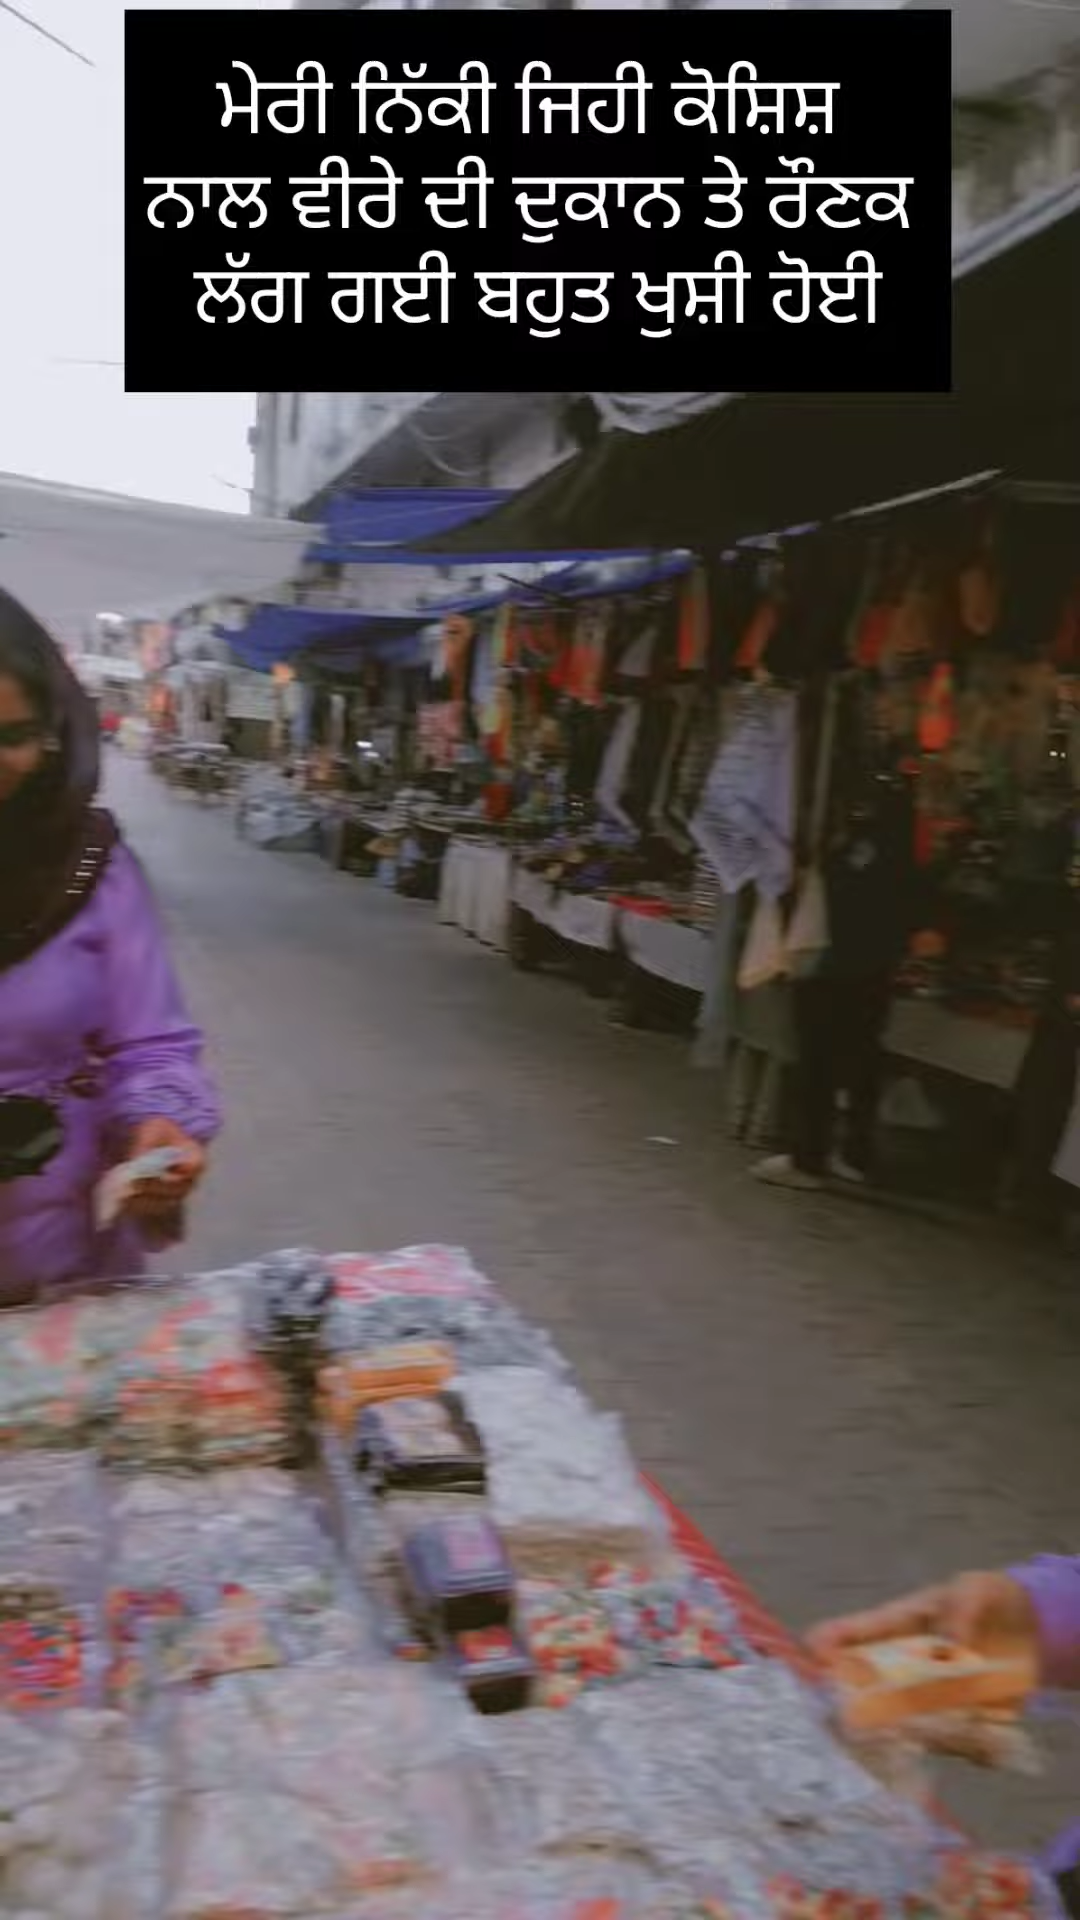 ਮੇਰੀ ਨਿੱਕੀ ਜਿਹੀ ਕੋਸ਼ਿਸ਼
ਨਾਲ ਵੀਰੇ ਦੀ ਦੁਕਾਨ ਤੇ ਰੌਣਕ
ਲੱਗ ਗਈ ਬਹੁਤ ਖੁਸ਼ੀ ਹੋਈ